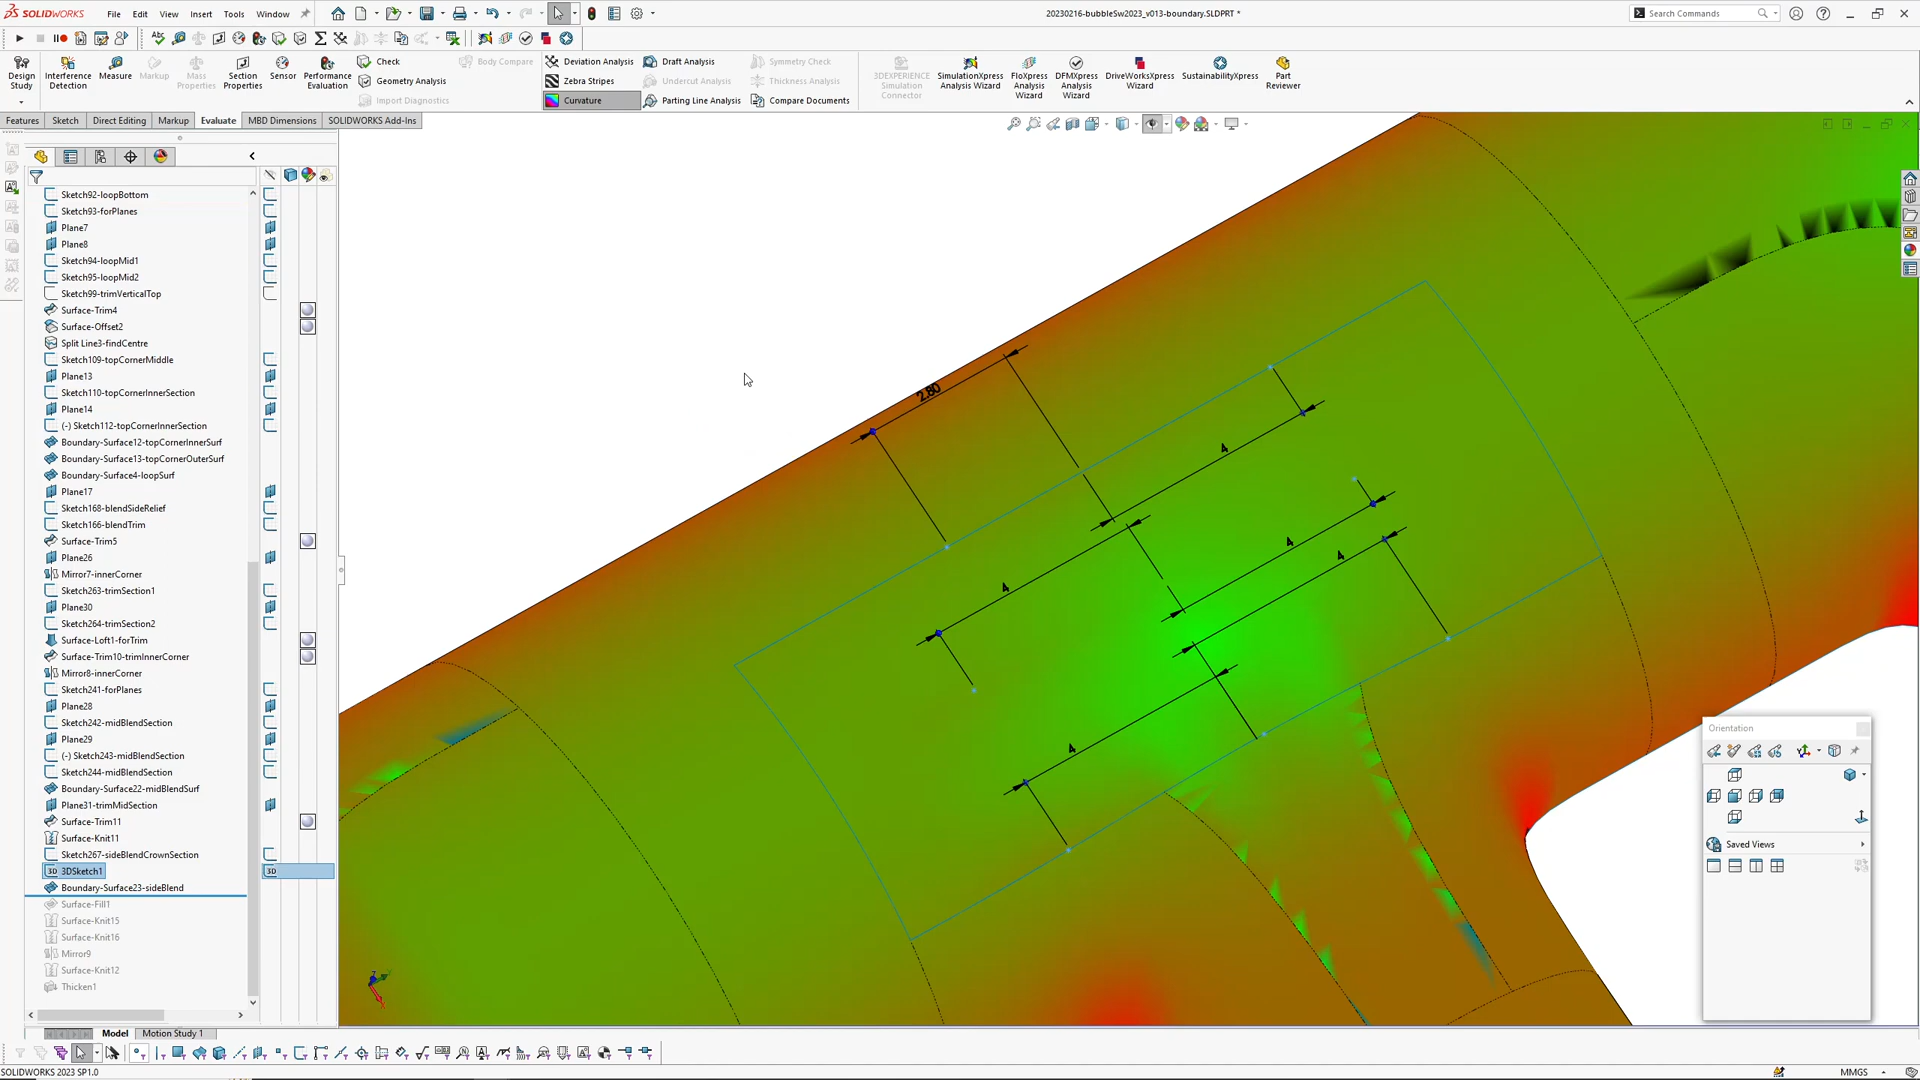 SOLIDWORKS
File
Edit
View
Insert
Tools
Window
20230216-bubbleSw2023_v013-boundary.SLDPRT *
Search Commands
Design Study
Interference Detection
Measure
Markup
Mass Properties
Section Properties
Sensor
Performance Evaluation
Check
Geometry Analysis
Import Diagnostics
Body Compare
Deviation Analysis
Zebra Stripes
Curvature
Draft Analysis
Undercut Analysis
Parting Line Analysis
Symmetry Check
Thickness Analysis
Compare Documents
3DEXPERIENCE Simulation Connector
SimulationXpress Analysis Wizard
FloXpress Analysis Wizard
DFMXpress Analysis Wizard
DriveWorksXpress Wizard
SustainabilityXpress
Part Reviewer
Features
Sketch
Direct Editing
Markup
Evaluate
MBD Dimensions
SOLIDWORKS Add-Ins
Sketch92-loopBottom
Sketch93-forPlanes
Plane7
Plane8
Sketch94-loopMid1
Sketch95-loopMid2
Sketch99-trimVerticalTop
Surface-Trim4
Surface-Offset2
Split Line3-findCentre
Sketch109-topCornerMiddle
Plane13
Sketch110-topCornerInnerSection
Plane14
(-) Sketch112-topCornerInnerSection
Boundary-Surface12-topCornerInnerSurf
Boundary-Surface13-topCornerOuterSurf
Boundary-Surface4-loopSurf
Plane17
Sketch168-blendSideRelief
Sketch166-blendTrim
Surface-Trim5
Plane26
Mirror7-innerCorner
Sketch263-trimSection1
Plane30
Sketch264-trimSection2
Surface-Loft1-forTrim
Surface-Trim10-trimInnerCorner
Mirror8-innerCorner
Sketch241-forPlanes
Plane28
Sketch242-midBlendSection
Plane29
(-) Sketch243-midBlendSection
Sketch244-midBlendSection
Boundary-Surface22-midBlendSurf
Plane31-trimMidSection
Surface-Trim11
Surface-Knit11
Sketch267-sideBlendCrownSection
3D 3DSketch1
3D
Boundary-Surface23-sideBlend
Surface-Fill1
Surface-Knit15
Surface-Knit16
Mirror9
Surface-Knit12
Thicken1
2.80
4
4
4
4
4
Orientation
Saved Views
Model
Motion Study 1
SOLIDWORKS 2023 SP1.0
MMGS